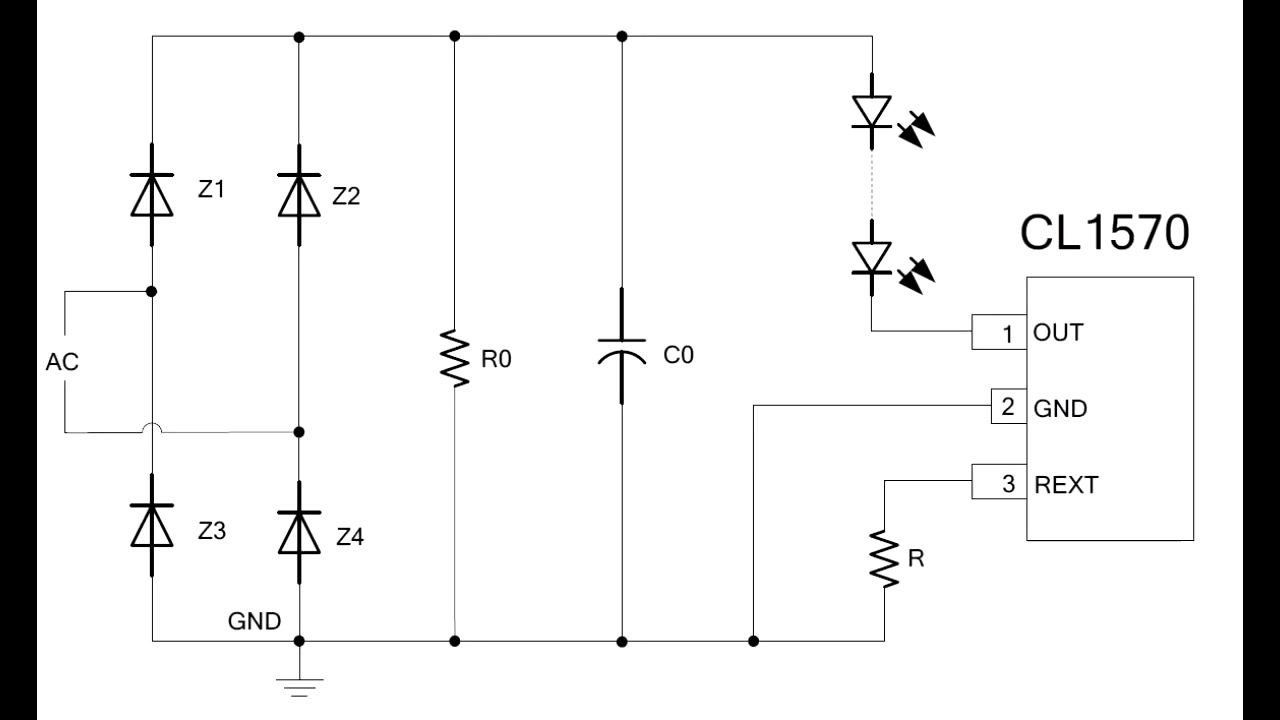 Z1
Z2
CL1570
1 OUT
R0
C0
AC
2 GND
3 REXT
Z3
Z4
R
GND